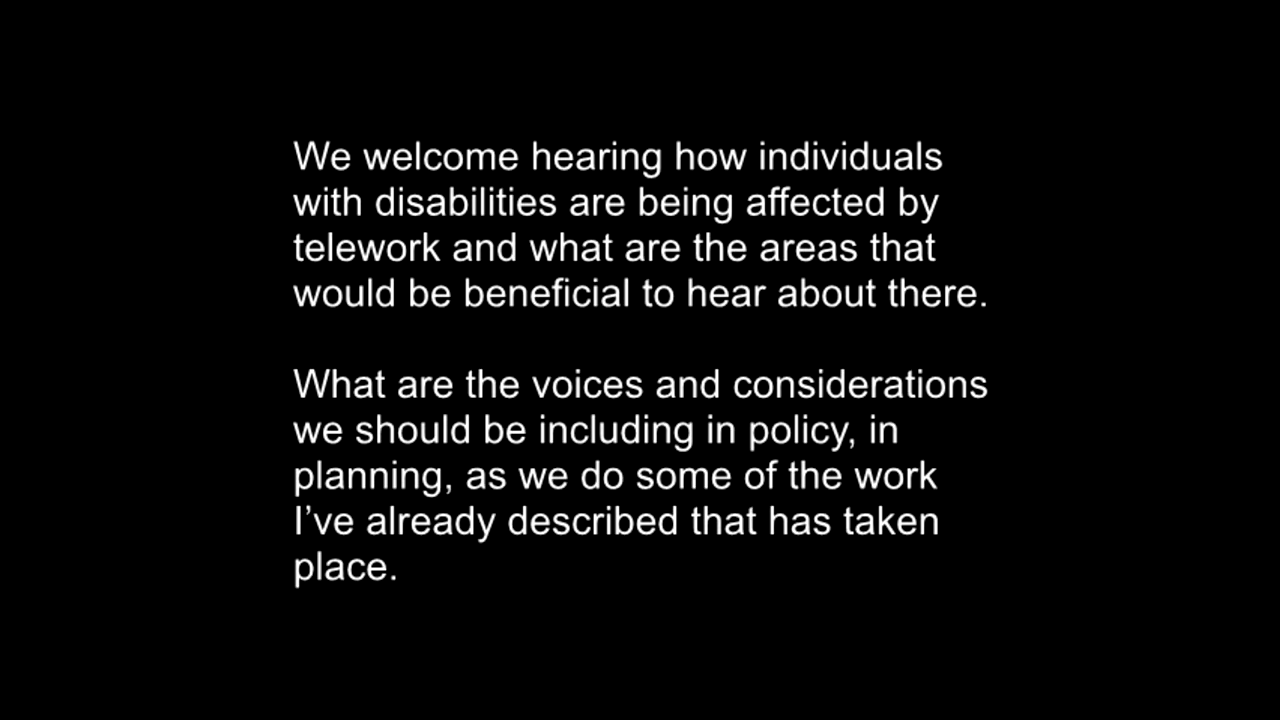 We welcome hearing how individuals
with disabilities are being affected by
telework and what are the areas that
would be beneficial to hear about there.
What are the voices and considerations
we should be including in policy, in
planning, as we do some of the work
I’ve already described that has taken
place.